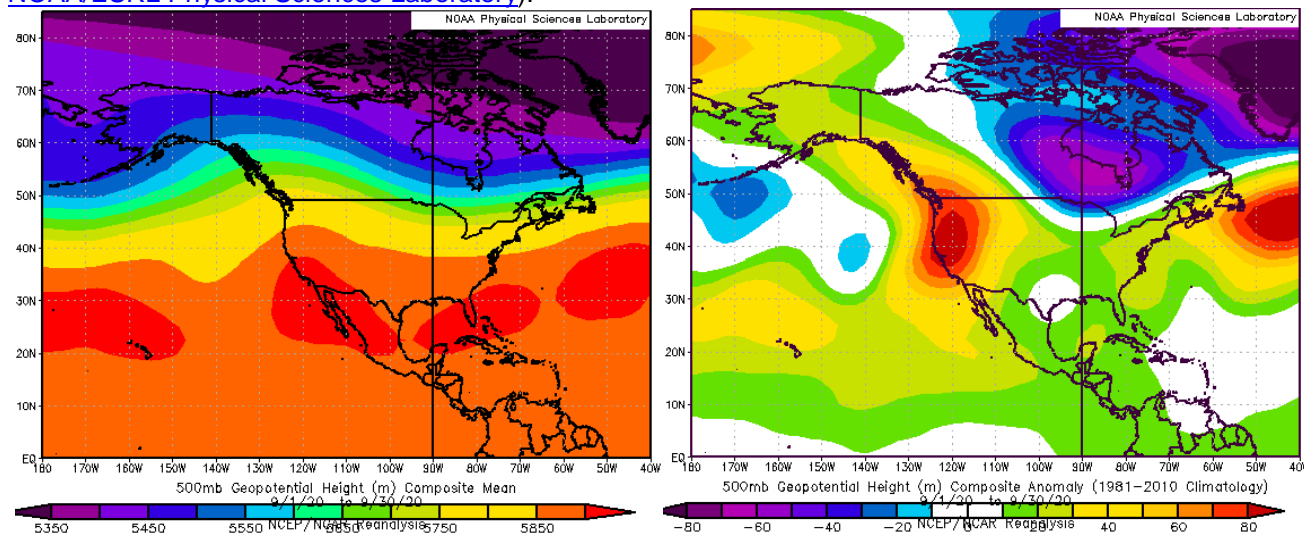 NOAA/ESRL Physical Sciences Laboratory).
NOAA Physical Sciences Laboratory
80N
70N
60N
50N
40N
30N
20N
10N
EQ
180 170W 160W 150W 140W 130W 120W 110W 100W 90W 80W 70W 60W 50W 40W
500mb Geopotential Height (m) Composite Mean
9/1/20 to 9/30/20
NCEP/NCAR Reanalysis
5350 5450 5550 5650 5750 5850
NOAA Physical Sciences Laboratory
80N
70N
60N
50N
40N
30N
20N
10N
EQ
180 170W 160W 150W 140W 130W 120W 110W 100W 90W 80W 70W 60W 50W 40W
500mb Geopotential Height (m) Composite Anomaly (1981-2010 Climatology)
9/1/20 to 9/30/20
NCEP/NCAR Reanalysis
-80 -60 -40 -20 0 20 40 60 80